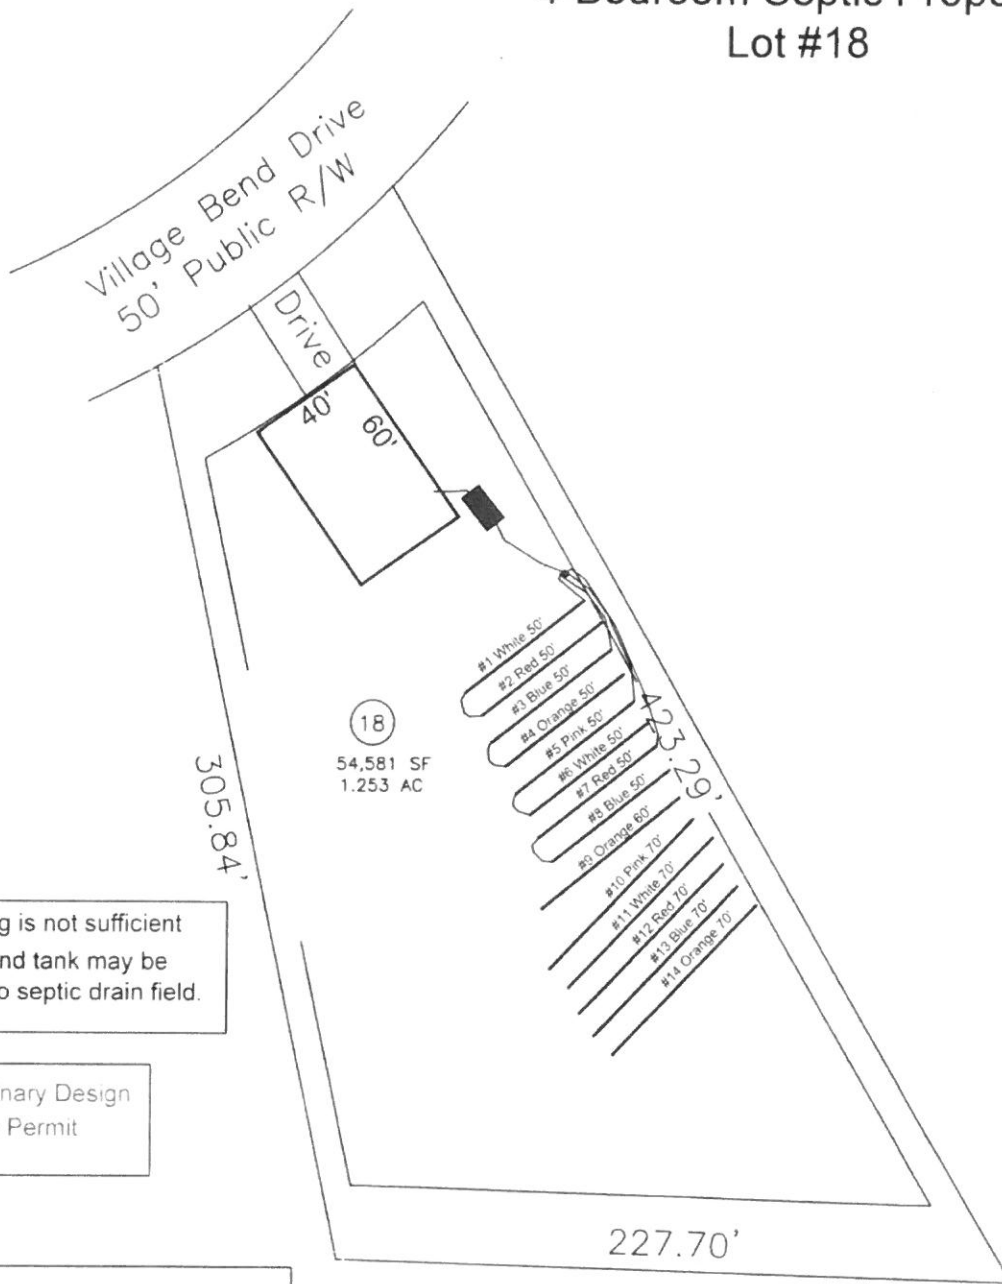 Bedroom Septic
Lot #18
Village Bend Drive
50' Public R/W
Drive
40'
60'
#1 White 50'
#2 Red 50'
#3 Blue 50'
#4 Orange 50'
#5 Pink 50'
#6 White 50'
#7 Red 50'
#8 Blue 50'
#9 Orange 60'
#10 Pink 70'
#11 White 70'
#12 Red 70'
#13 Blue 70'
#14 Orange 70'
18
54,581 SF
1.253 AC
423.29'
305.84'
is not sufficient
tank may be
septic drain field.
Design
Permit
227.70'